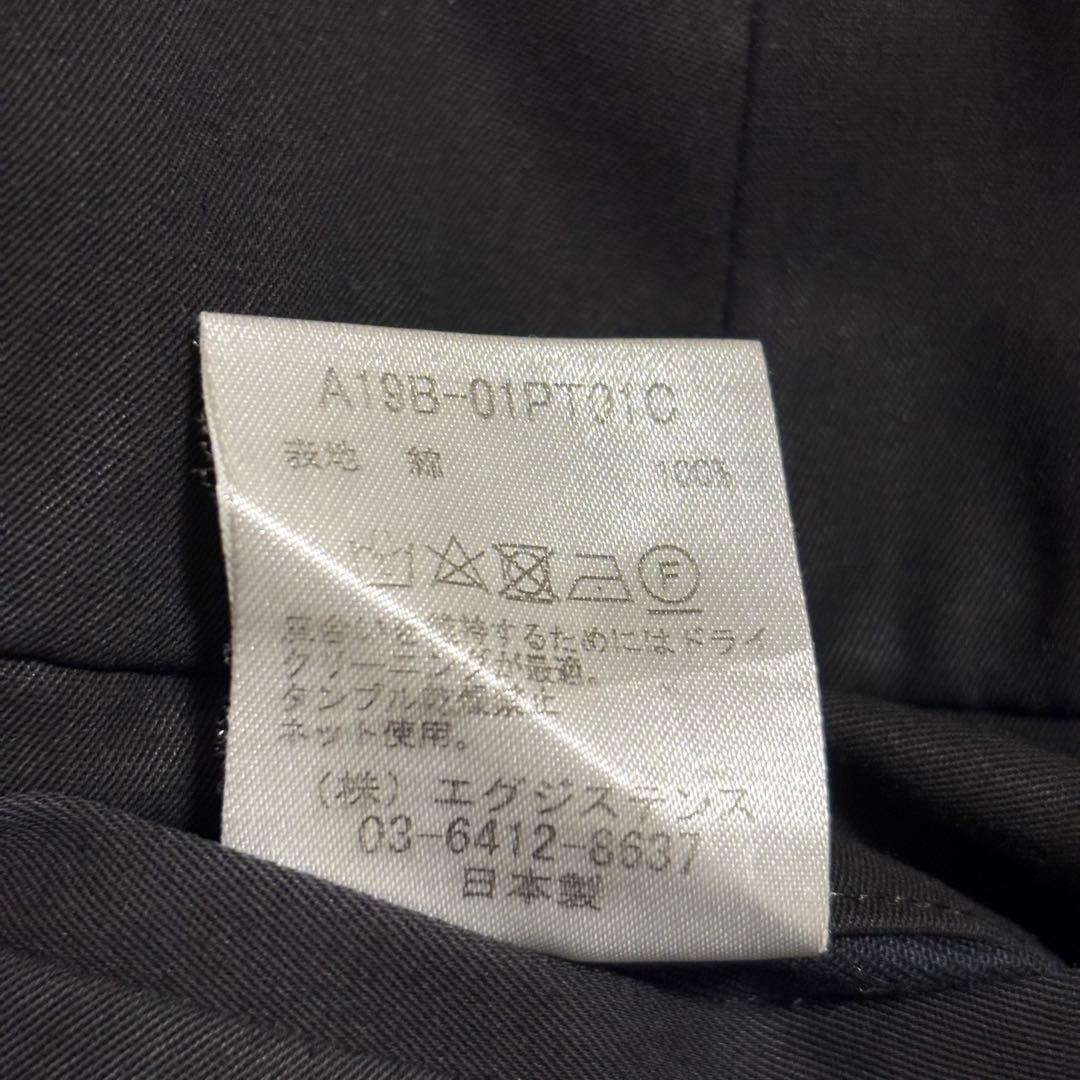 A19B-01PT01C
表地 綿 100%
F
風合いを維持するためにはドライ
クリーニングが最適。
タンブル乾燥禁止
ネット使用。
(株)エグジステンス
03-6412-8637
日本製